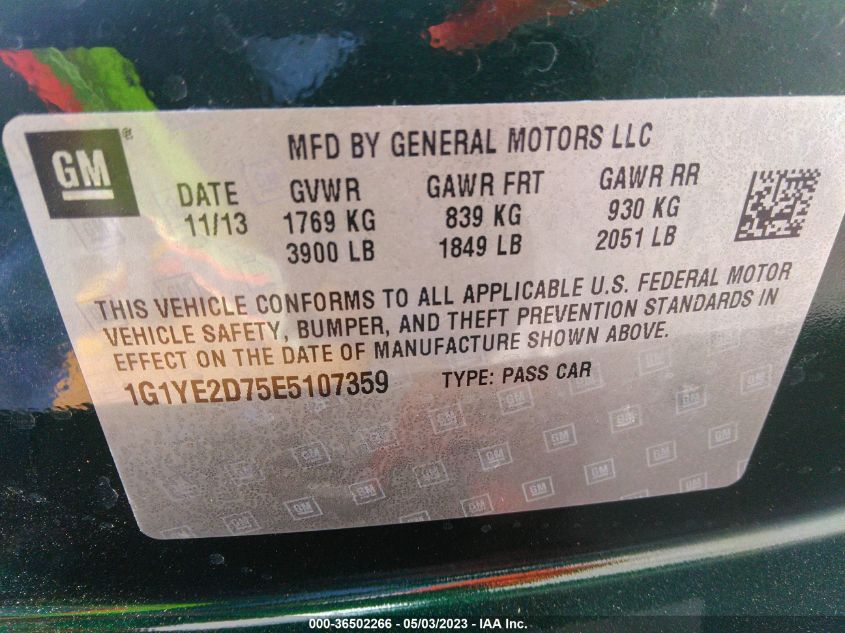 GM ®
MFD BY GENERAL MOTORS LLC
DATE GVWR GAWR FRT GAWR RR
11/13 1769 KG 839 KG 930 KG
3900 LB 1849 LB 2051 LB
THIS VEHICLE CONFORMS TO ALL APPLICABLE U.S. FEDERAL MOTOR
VEHICLE SAFETY, BUMPER, AND THEFT PREVENTION STANDARDS IN
EFFECT ON THE DATE OF MANUFACTURE SHOWN ABOVE.
1G1YE2D75E5107359 TYPE: PASS CAR
000-36502266 - 05/03/2023 - IAA Inc.